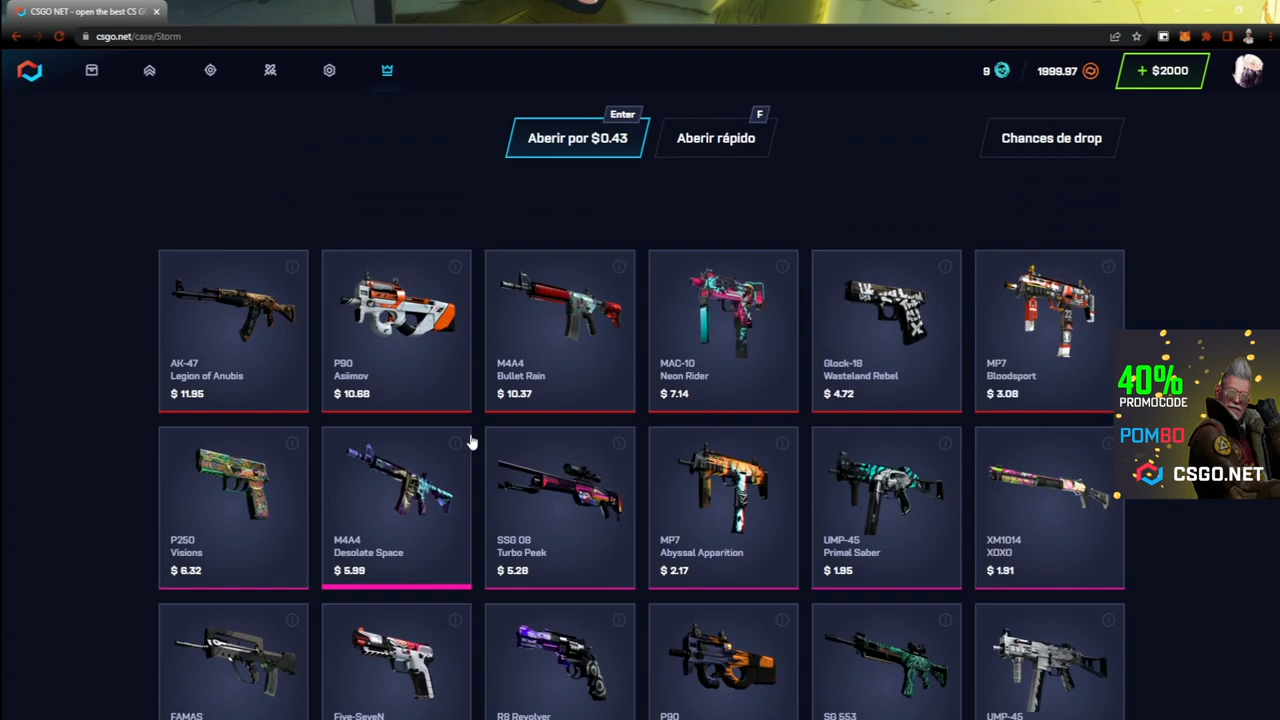 CSGO NET - open the best CS G
csgo.net/case/Storm
9
1999.97
+ $2000
Enter
F
Aberir por $0.43
Aberir rápido
Chances de drop
AK-47
Legion of Anubis
$ 11.95
P90
Asiimov
$ 10.68
M4A4
Bullet Rain
$ 10.37
MAC-10
Neon Rider
$ 7.14
Glock-18
Wasteland Rebel
$ 4.72
MP7
Bloodsport
$ 3.08
40%
PROMOCODE
POMBO
CSGO.NET
P250
Visions
$ 6.32
M4A4
Desolate Space
$ 5.99
SSG 08
Turbo Peek
$ 5.28
MP7
Abyssal Apparition
$ 2.17
UMP-45
Primal Saber
$ 1.95
XM1014
XOXO
$ 1.91
FAMAS
Five-SeveN
R8 Revolver
P90
SG 553
UMP-45